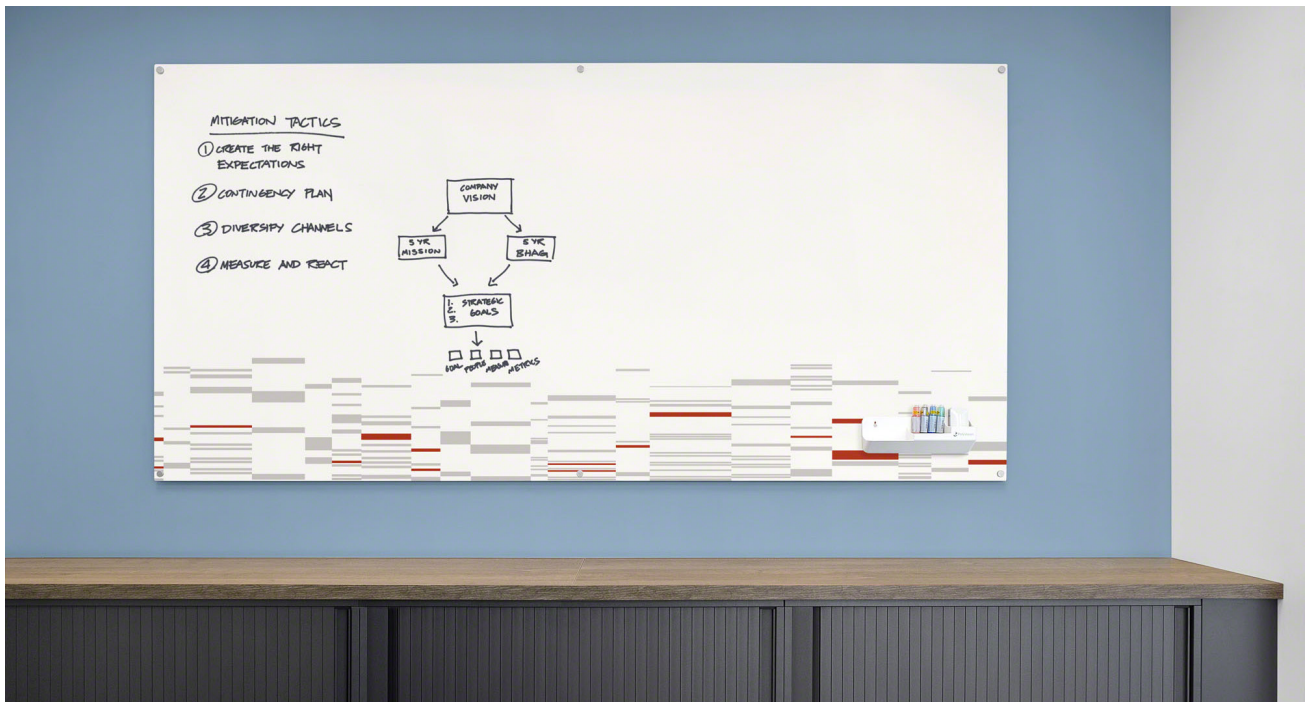 MITIGATION TACTICS
① CREATE THE RIGHT
EXPECTATIONS
② CONTINGENCY PLAN
③ DIVERSIFY CHANNELS
④ MEASURE AND REACT
COMPANY
VISION
5 YR
MISSION
5 YR
BHAG
1. STRATEGIC
2. GOALS
3.
GOAL PEOPLE METRICS